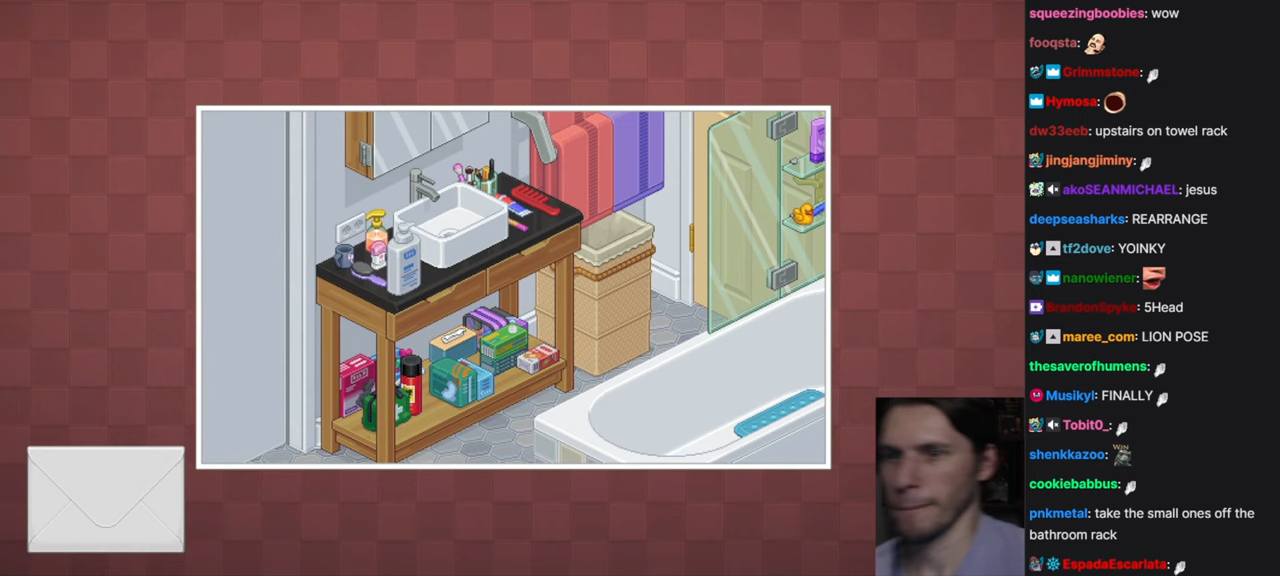 squeezingboobies: wow
fooqsta:
Grimmstone:
Hymosa:
dw33eeb: upstairs on towel rack
jingjangjiminy:
akoSEANMICHAEL: jesus
deepseasharks: REARRANGE
tf2dove: YOINKY
nanowiener:
BrandonSpyke: 5Head
maree_com: LION POSE
thesaverofhumens:
Musikyl: FINALLY
Tobit0_:
shenkkazoo: WIN
cookiebabbus:
pnkmetal: take the small ones off the
bathroom rack
EspadaEscarlata: